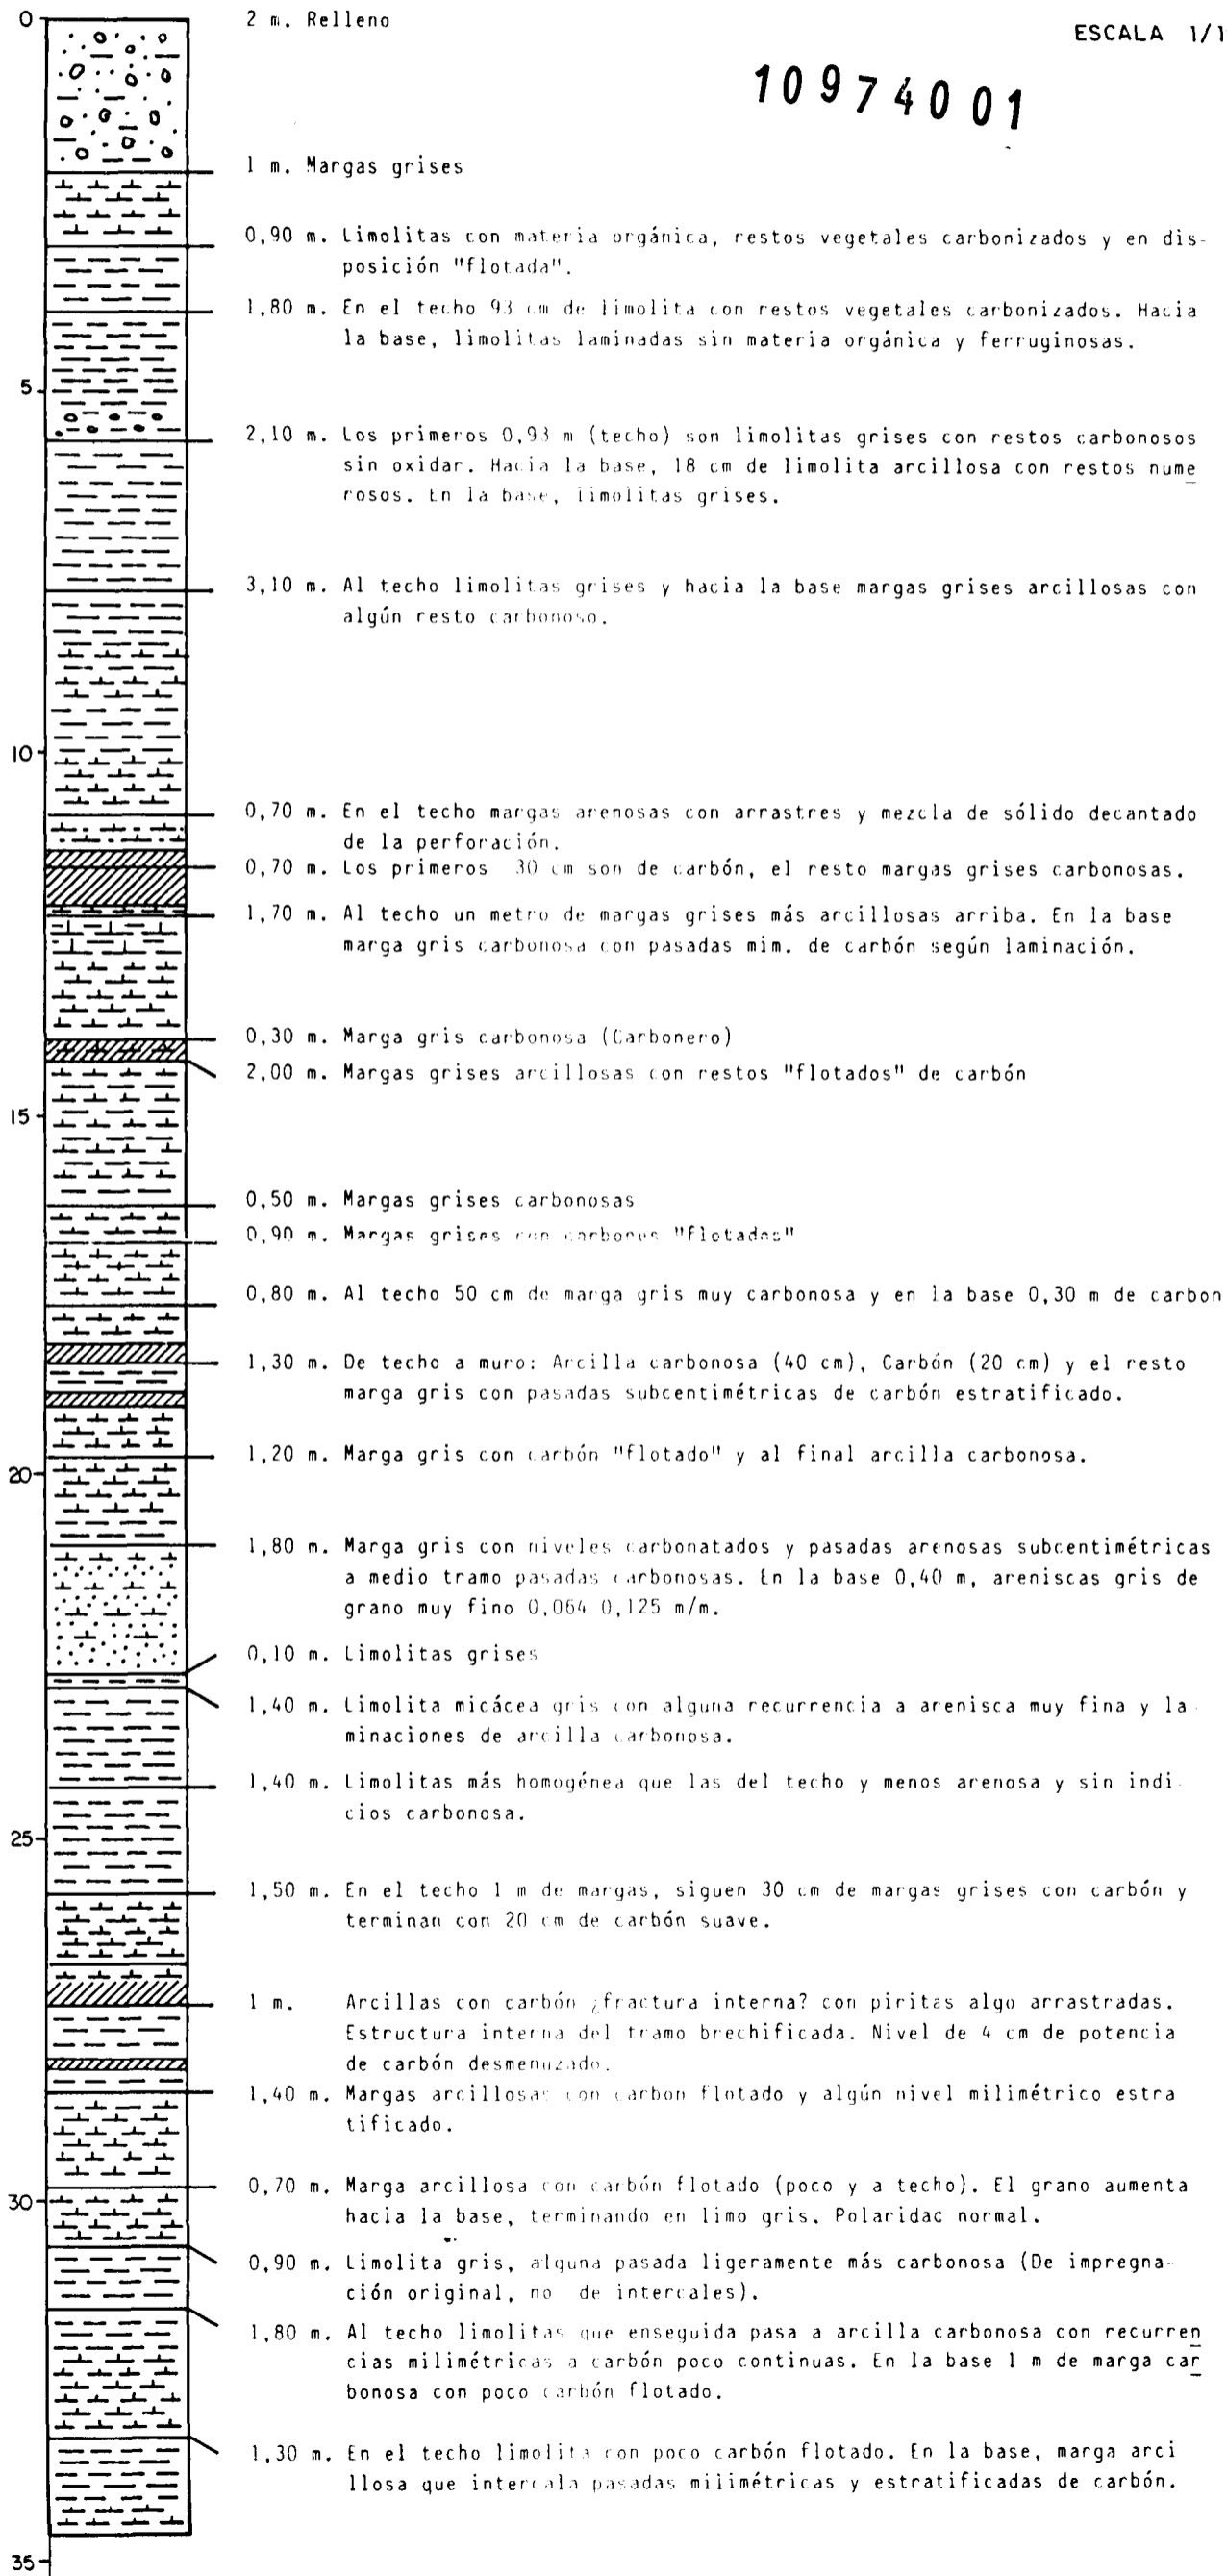 0
2 m. Relleno
ESCALA 1/1
10974001
1 m. Margas grises
0,90 m. Limolitas con materia orgánica, restos vegetales carbonizados y en dis-
posición "flotada".
1,80 m. En el techo 93 cm de limolita con restos vegetales carbonizados. Hacia
la base, limolitas laminadas sin materia orgánica y ferruginosas.
5
2,10 m. Los primeros 0,93 m (techo) son limolitas grises con restos carbonosos
sin oxidar. Hacia la base, 18 cm de limolita arcillosa con restos nume
rosos. En la base, limolitas grises.
3,10 m. Al techo limolitas grises y hacia la base margas grises arcillosas con
algún resto carbonoso.
10
0,70 m. En el techo margas arenosas con arrastres y mezcla de sólido decantado
de la perforación.
0,70 m. Los primeros 30 cm son de carbón, el resto margas grises carbonosas.
1,70 m. Al techo un metro de margas grises más arcillosas arriba. En la base
marga gris carbonosa con pasadas mim. de carbón según laminación.
0,30 m. Marga gris carbonosa (Carbonero)
2,00 m. Margas grises arcillosas con restos "flotados" de carbón
15
0,50 m. Margas grises carbonosas
0,90 m. Margas grises con carbones "flotados"
0,80 m. Al techo 50 cm de marga gris muy carbonosa y en la base 0,30 m de carbon
1,30 m. De techo a muro: Arcilla carbonosa (40 cm), Carbón (20 cm) y el resto
marga gris con pasadas subcentimétricas de carbón estratificado.
1,20 m. Marga gris con carbón "flotado" y al final arcilla carbonosa.
20
1,80 m. Marga gris con niveles carbonatados y pasadas arenosas subcentimétricas
a medio tramo pasadas carbonosas. En la base 0,40 m, areniscas gris de
grano muy fino 0,064 0,125 m/m.
0,10 m. Limolitas grises
1,40 m. Limolita micácea gris con alguna recurrencia a arenisca muy fina y la
minaciones de arcilla carbonosa.
1,40 m. Limolitas más homogénea que las del techo y menos arenosa y sin indi
cios carbonosa.
25
1,50 m. En el techo 1 m de margas, siguen 30 cm de margas grises con carbón y
terminan con 20 cm de carbón suave.
1 m. Arcillas con carbón ¿fractura interna? con piritas algo arrastradas.
Estructura interna del tramo brechificada. Nivel de 4 cm de potencia
de carbón desmenuzado.
1,40 m. Margas arcillosas con carbon flotado y algún nivel milimétrico estra
tificado.
0,70 m. Marga arcillosa con carbón flotado (poco y a techo). El grano aumenta
30
hacia la base, terminando en limo gris. Polaridac normal.
0,90 m. Limolita gris, alguna pasada ligeramente más carbonosa (De impregna-
ción original, no de intercales).
1,80 m. Al techo limolitas que enseguida pasa a arcilla carbonosa con recurren
cias milimétricas a carbón poco continuas. En la base 1 m de marga car
bonosa con poco carbón flotado.
1,30 m. En el techo limolita con poco carbón flotado. En la base, marga arci
llosa que intercala pasadas milimétricas y estratificadas de carbón.
35